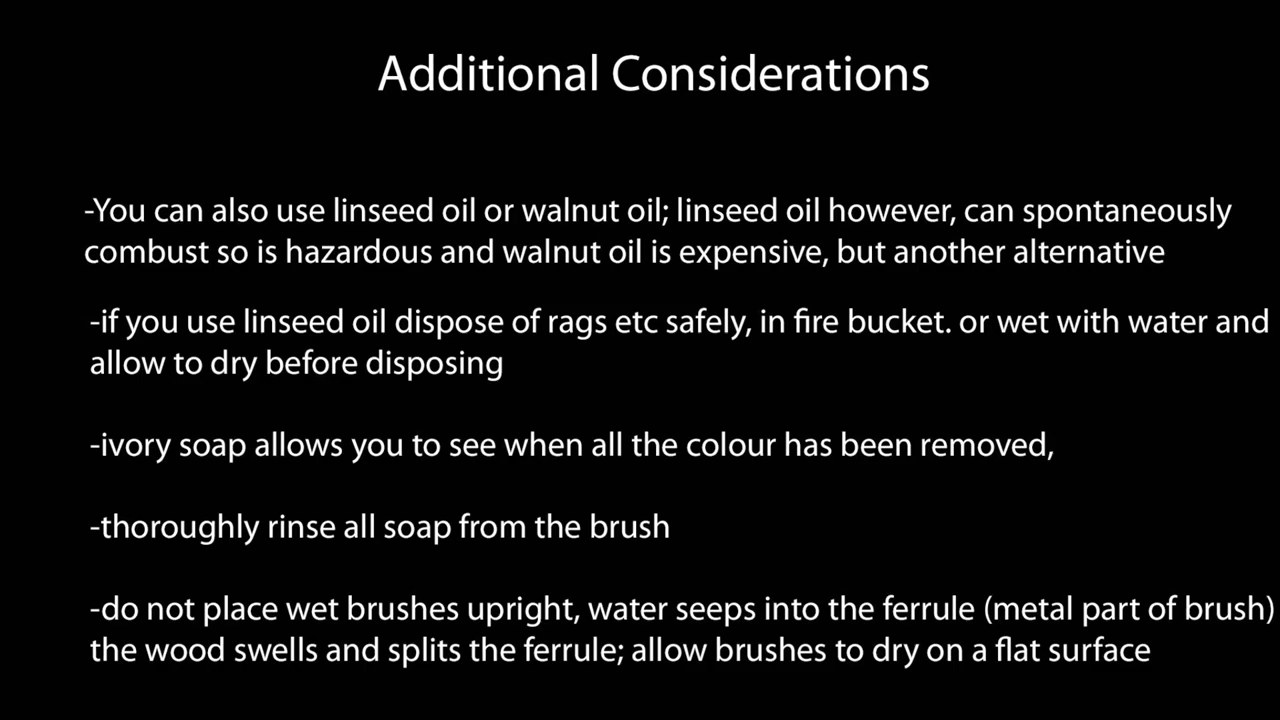 Additional Considerations
-You can also use linseed oil or walnut oil; linseed oil however, can spontaneously
combust so is hazardous and walnut oil is expensive, but another alternative
-if you use linseed oil dispose of rags etc safely, in fire bucket. or wet with water and
allow to dry before disposing
-ivory soap allows you to see when all the colour has been removed,
-thoroughly rinse all soap from the brush
-do not place wet brushes upright, water seeps into the ferrule (metal part of brush)
the wood swells and splits the ferrule; allow brushes to dry on a flat surface